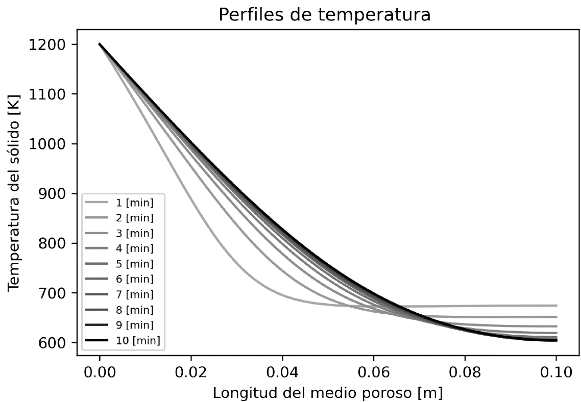 Perfiles de temperatura
Temperatura del sólido [K]
1200
1100
1000
900
800
700
600
1 [min]
2 [min]
3 [min]
4 [min]
5 [min]
6 [min]
7 [min]
8 [min]
9 [min]
10 [min]
0.00 0.02 0.04 0.06 0.08 0.10
Longitud del medio poroso [m]